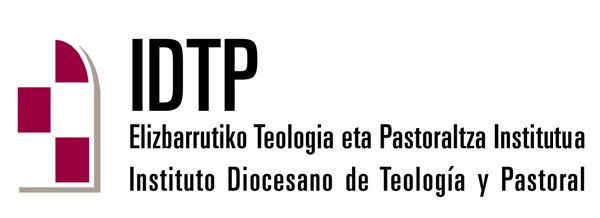 IDTP
Elizbarrutiko Teologia eta Pastoraltza Institutua
Instituto Diocesano de Teología y Pastoral